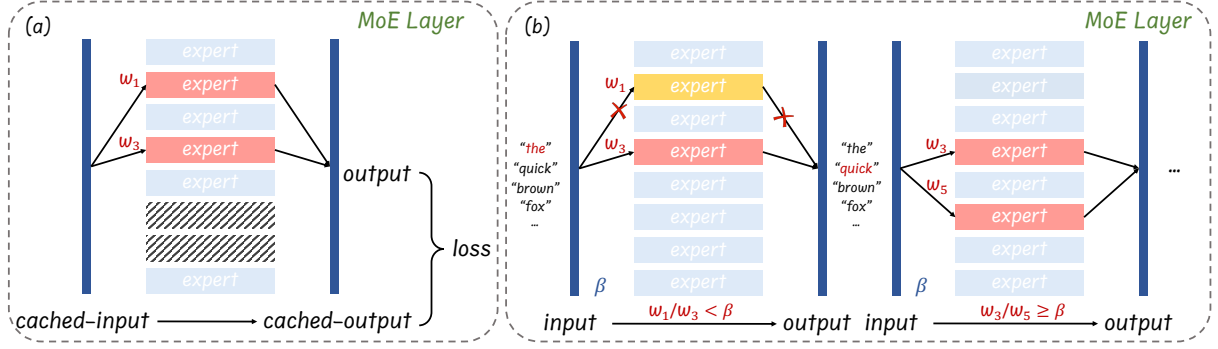 (a)
MoE Layer
expert
w1
expert
expert
w3
expert
expert
expert
output
loss
cached-input
cached-output
(b)
MoE Layer
expert
w1
expert
expert
w3
expert
expert
expert
expert
expert
"the"
"quick"
"brown"
"fox"
...
β
input
w1/w3 < β
output
expert
expert
expert
w3
expert
w5
expert
expert
expert
expert
"the"
"quick"
"brown"
"fox"
...
β
input
w3/w5 ≥ β
output
...